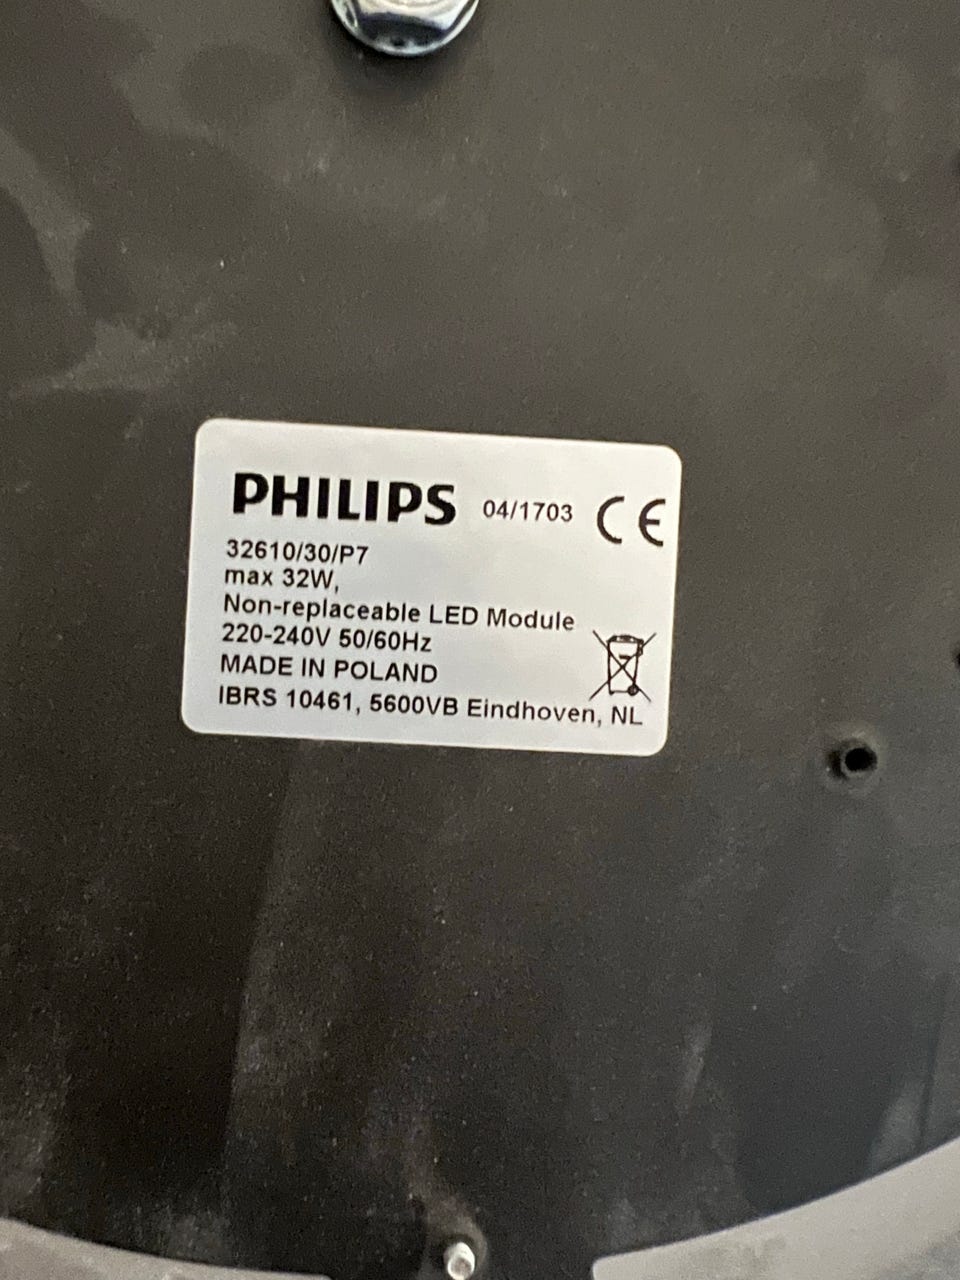 PHILIPS 04/1703 CE
32610/30/P7
max 32W,
Non-replaceable LED Module
220-240V 50/60Hz
MADE IN POLAND
IBRS 10461, 5600VB Eindhoven, NL